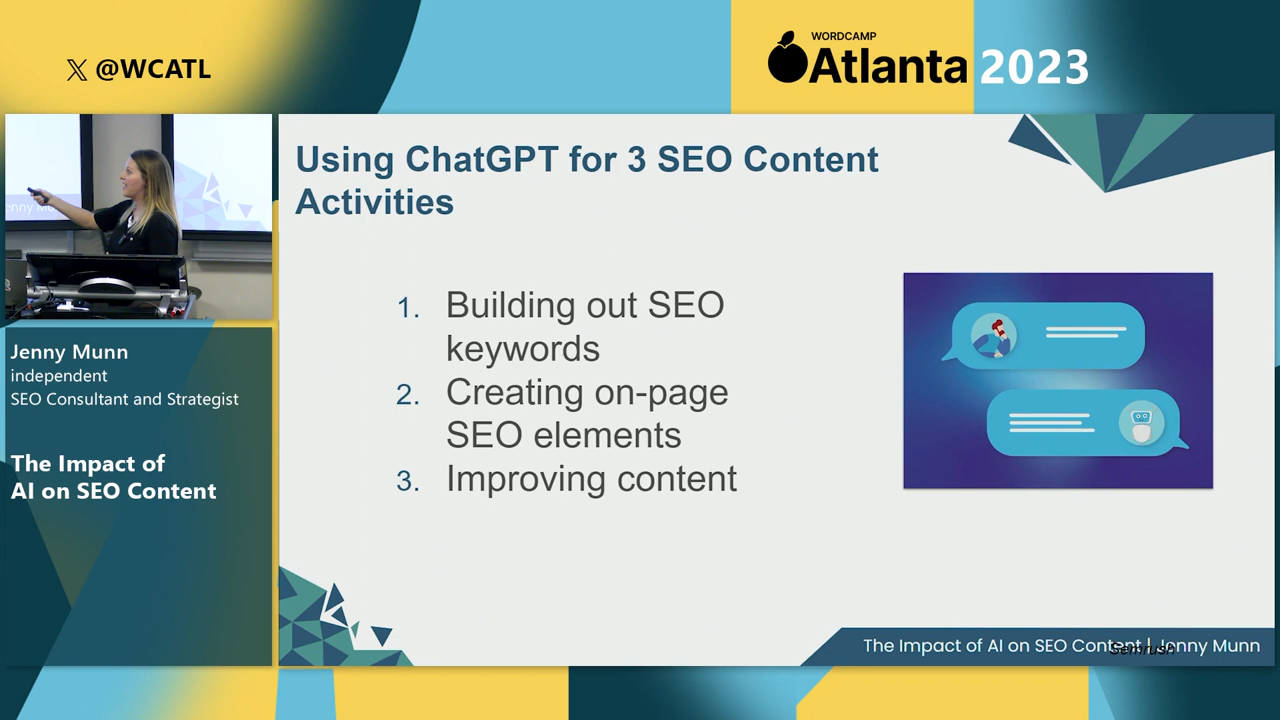 𝕏 @WCATL
WORDCAMP
Atlanta 2023
Using ChatGPT for 3 SEO Content
Activities
1. Building out SEO
keywords
2. Creating on-page
SEO elements
3. Improving content
Jenny Munn
independent
SEO Consultant and Strategist
The Impact of
AI on SEO Content
The Impact of AI on SEO Content | Jenny Munn
Semrush